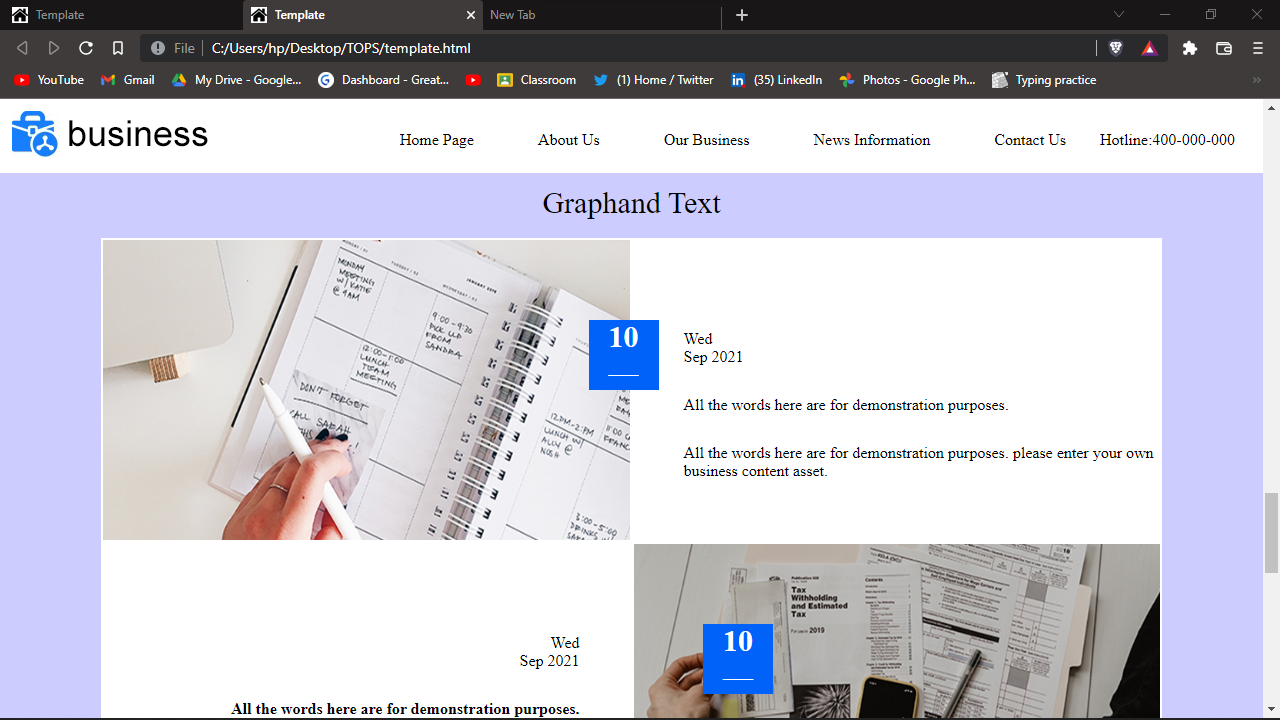 Template
Template
New Tab
File
C:/Users/hp/Desktop/TOPS/template.html
YouTube
Gmail
My Drive - Google...
Dashboard - Great...
Classroom
(1) Home / Twitter
(35) LinkedIn
Photos - Google Ph...
Typing practice
business
Home Page
About Us
Our Business
News Information
Contact Us
Hotline:400-000-000
Graphand Text
MONDAY
MEETING
W/ KATIE
@ 9AM
JANUARY
9:00-9:30
PICK UP
FROM
SANDRA
12:00-1:00
LUNCH
TEAM
MEETING
DON'T FORGET
CALL SARAH
12PM-2PM
LUNCH W/
ALLY @
NOSH
3:00-5:00
DRINKS W/
10
Wed
Sep 2021
All the words here are for demonstration purposes.
All the words here are for demonstration purposes. please enter your own
business content asset.
Contents
Tax
Withholding
and Estimated
Tax
2019
10
Wed
Sep 2021
All the words here are for demonstration purposes.